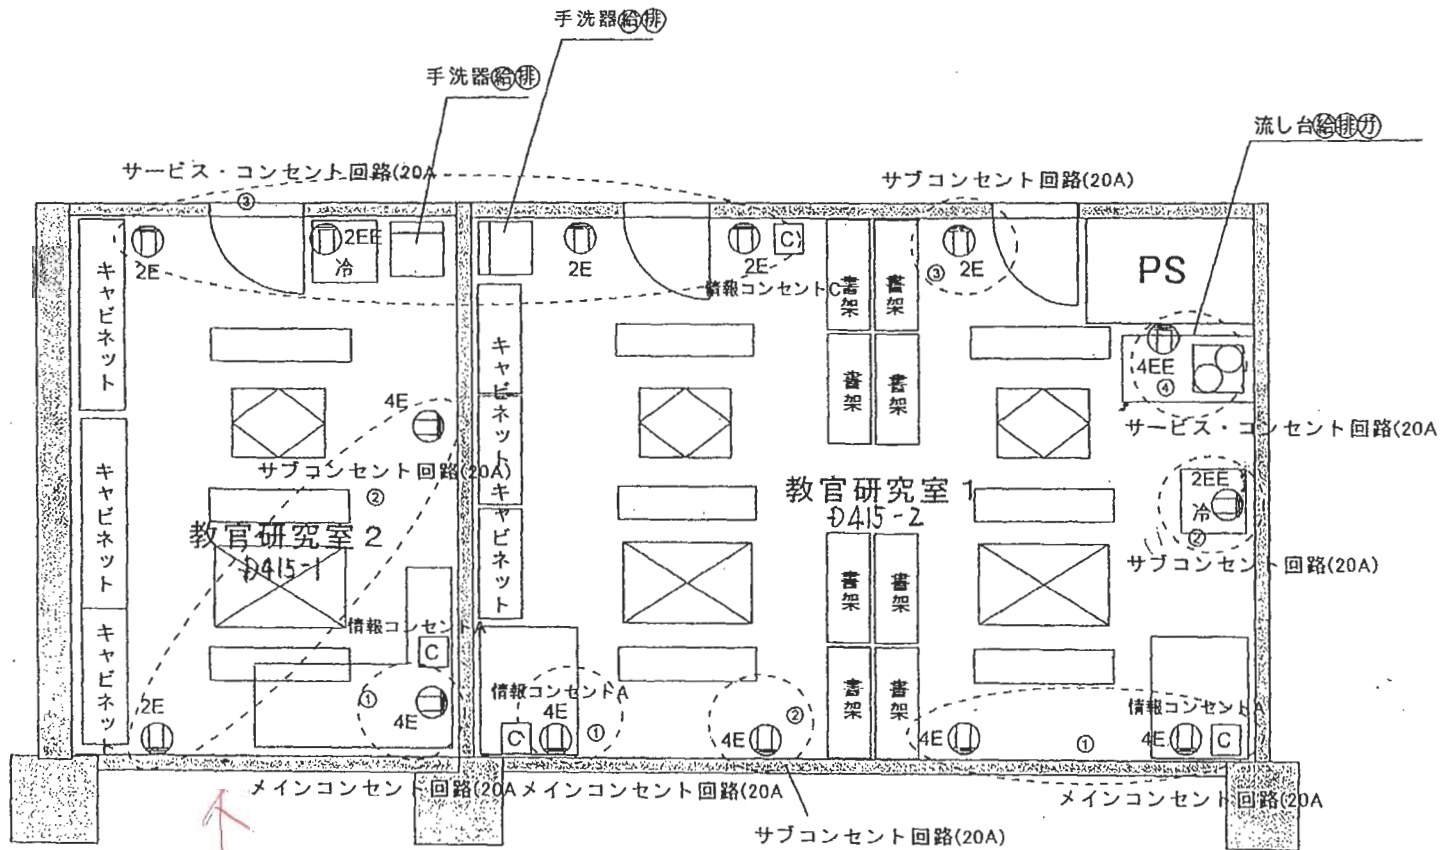 手洗器給排
手洗器給排
流し台給排ガ
サービス・コンセント回路(20A
サブコンセント回路(20A)
③
2E
2EE
冷
2E
2E
C
情報コンセントC
③
2E
PS
キャビネット
キャビネット
書架
書架
4EE
④
サービス・コンセント回路(20A
書架
書架
4E
キャビネット
サブコンセント回路(20A)
②
キャビネット
キャビネット
2EE
冷
②
サブコンセント回路(20A)
教官研究室 1
D415-2
教官研究室 2
D415-1
書架
書架
キャビネット
情報コンセントA
C
①
4E
2E
情報コンセントA
4E
C
①
②
4E
書架
書架
4E
①
情報コンセントA
4E
C
メインコンセント回路(20A
メインコンセント回路(20A
メインコンセント回路(20A
サブコンセント回路(20A)